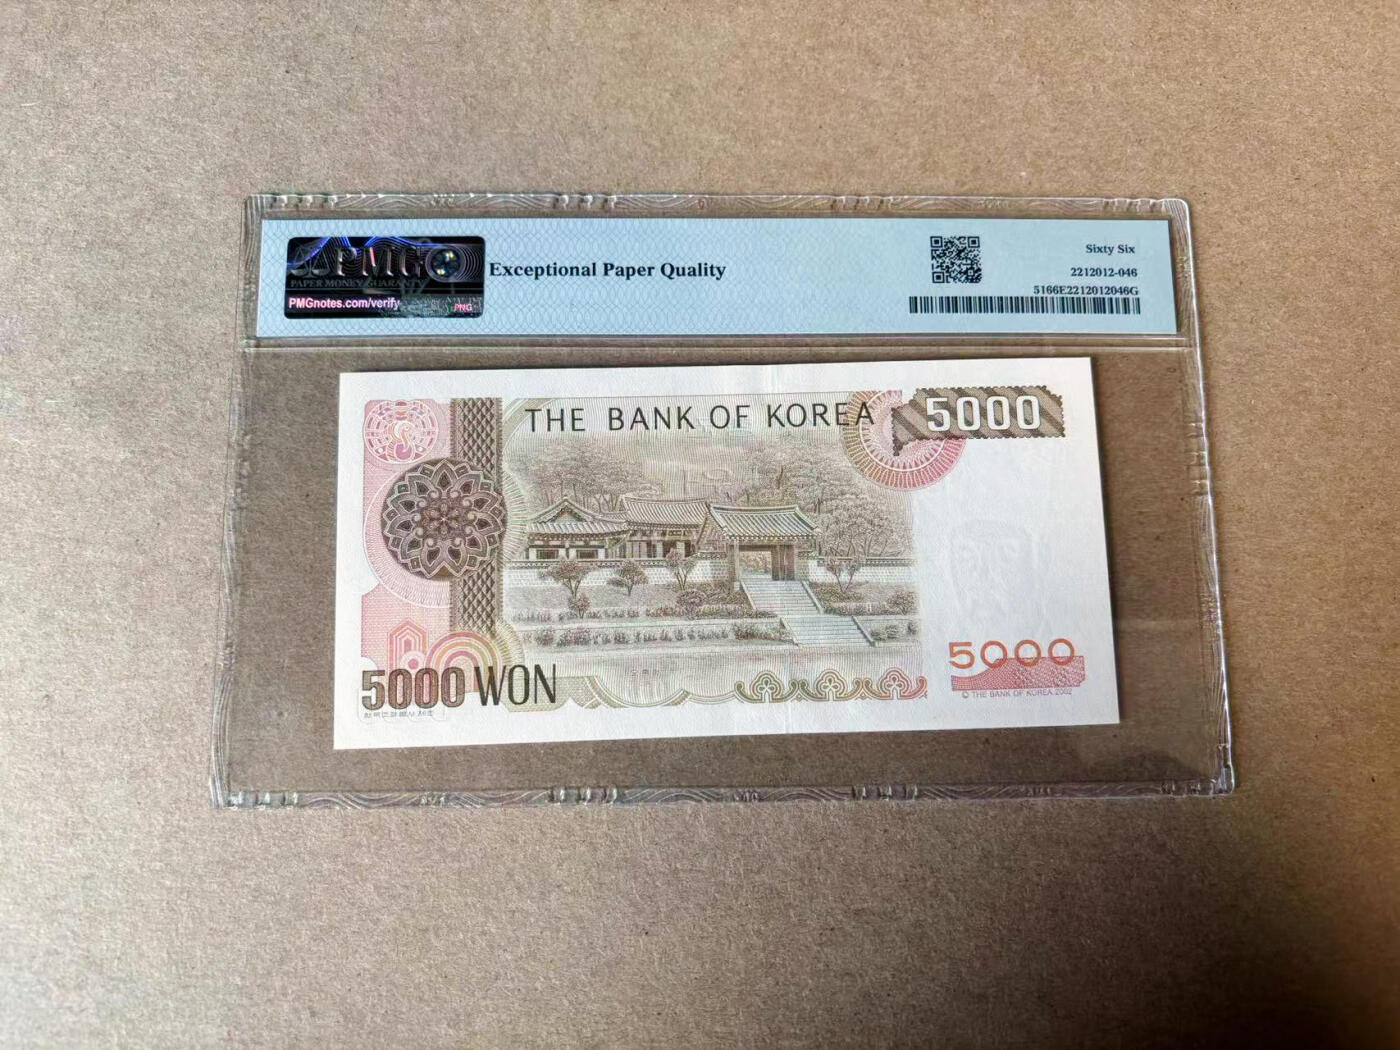 PMG
PAPER MONEY GUARANTY
PMGnotes.com/verify
PNG
Exceptional Paper Quality
Sixty Six
2212012-046
5166E2212012046G
THE BANK OF KOREA
5000
5000 WON
5000
© THE BANK OF KOREA 2002